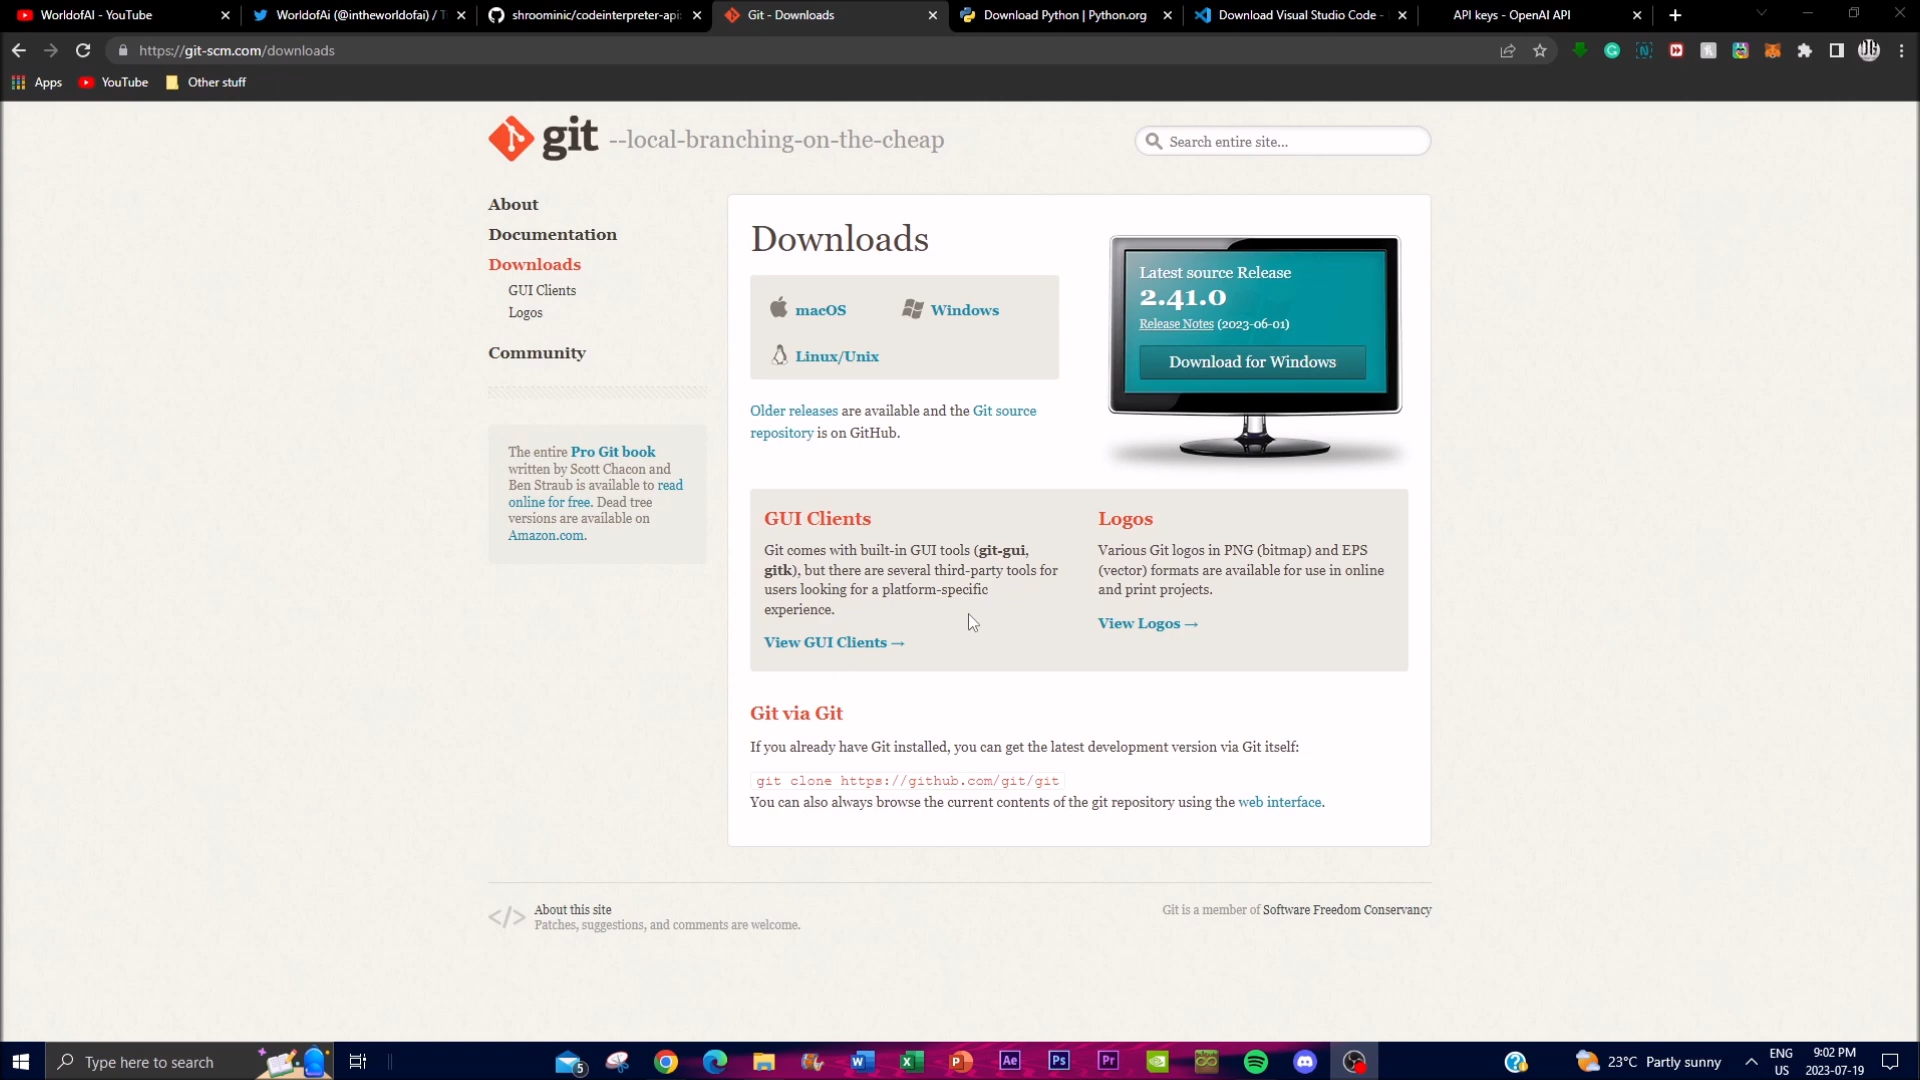 WorldofAI - YouTube
WorldofAi (@intheworldofai) / T
shroominic/codeinterpreter-api:
Git - Downloads
Download Python | Python.org
Download Visual Studio Code -
API keys - OpenAI API
https://git-scm.com/downloads
Apps
YouTube
Other stuff
git --local-branching-on-the-cheap
Search entire site...
About
Documentation
Downloads
GUI Clients
Logos
Community
The entire Pro Git book
written by Scott Chacon and
Ben Straub is available to read
online for free. Dead tree
versions are available on
Amazon.com.
Downloads
macOS
Windows
Linux/Unix
Older releases are available and the Git source
repository is on GitHub.
Latest source Release
2.41.0
Release Notes (2023-06-01)
Download for Windows
GUI Clients
Git comes with built-in GUI tools (git-gui,
gitk), but there are several third-party tools for
users looking for a platform-specific
experience.
View GUI Clients →
Logos
Various Git logos in PNG (bitmap) and EPS
(vector) formats are available for use in online
and print projects.
View Logos →
Git via Git
If you already have Git installed, you can get the latest development version via Git itself:
git clone https://github.com/git/git
You can also always browse the current contents of the git repository using the web interface.
</> About this site
Patches, suggestions, and comments are welcome.
Git is a member of Software Freedom Conservancy
Type here to search
5
W
X
P
Ae
Ps
Pr
23°C Partly sunny
ENG
US
9:02 PM
2023-07-19